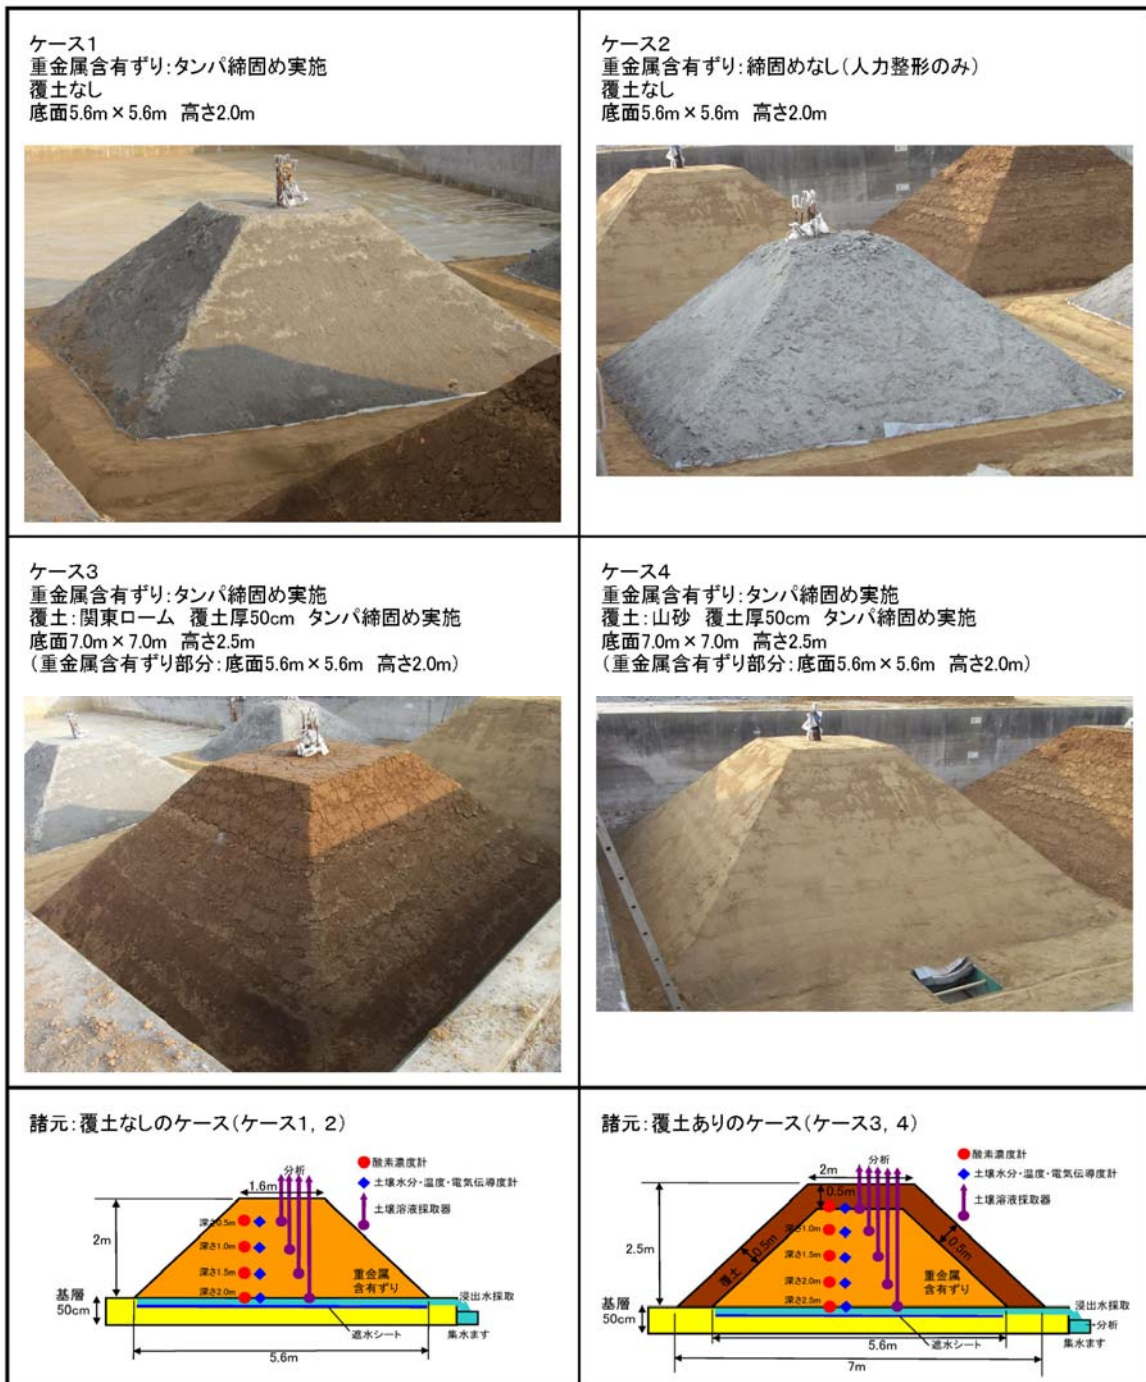 ケース1
重金属含有ずり:タンパ締固め実施
覆土なし
底面5.6m×5.6m 高さ2.0m
ケース2
重金属含有ずり:締固めなし(人力整形のみ)
覆土なし
底面5.6m×5.6m 高さ2.0m
ケース3
重金属含有ずり:タンパ締固め実施
覆土:関東ローム 覆土厚50cm タンパ締固め実施
底面7.0m×7.0m 高さ2.5m
(重金属含有ずり部分:底面5.6m×5.6m 高さ2.0m)
ケース4
重金属含有ずり:タンパ締固め実施
覆土:山砂 覆土厚50cm タンパ締固め実施
底面7.0m×7.0m 高さ2.5m
(重金属含有ずり部分:底面5.6m×5.6m 高さ2.0m)
諸元:覆土なしのケース(ケース1, 2)
分析
酸素濃度計
土壌水分・温度・電気伝導度計
土壌溶液採取器
1.6m
2m
深さ0.5m
深さ1.0m
深さ1.5m
深さ2.0m
重金属
含有ずり
基層
50cm
浸出水採取
集水ます
遮水シート
5.6m
諸元:覆土ありのケース(ケース3, 4)
分析
酸素濃度計
土壌水分・温度・電気伝導度計
土壌溶液採取器
2m
0.5m
2.5m
深さ1.0m
深さ1.5m
深さ2.0m
深さ2.5m
0.5m
0.5m
覆土
重金属
含有ずり
基層
50cm
浸出水採取
分析
集水ます
遮水シート
5.6m
7m